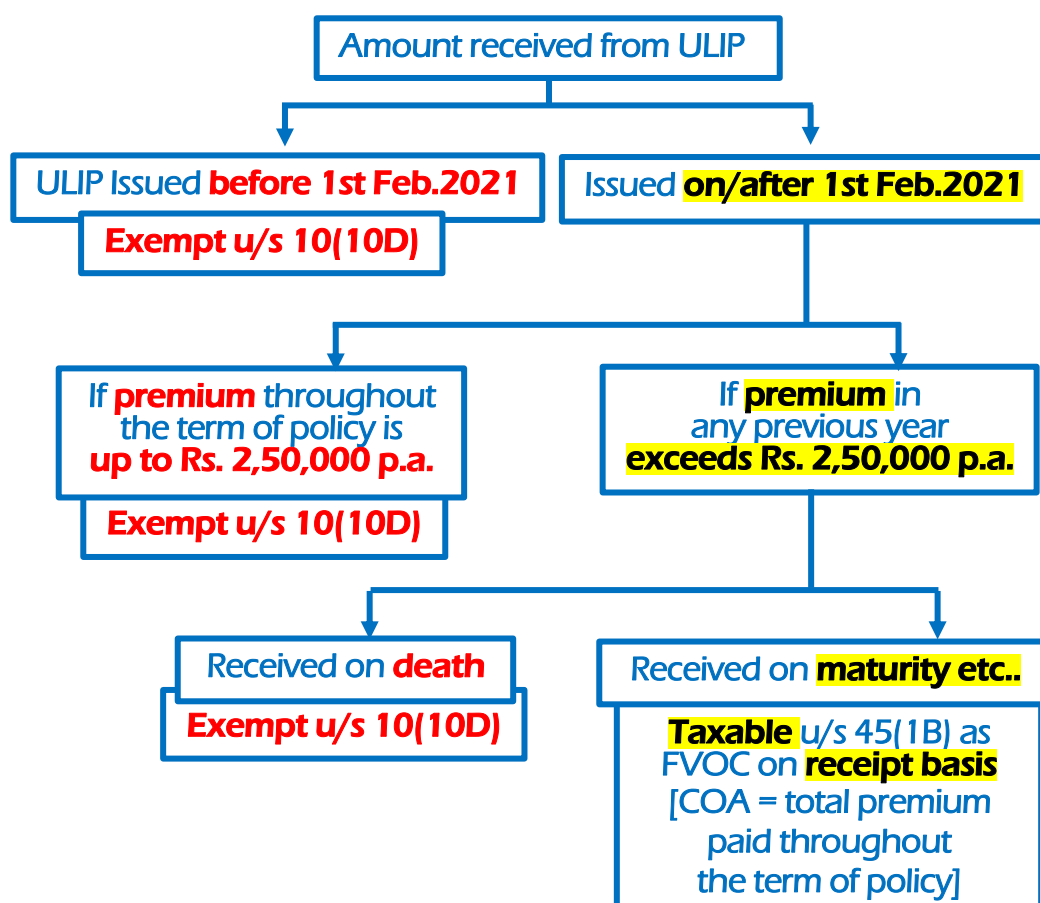 Amount received from ULIP
ULIP Issued before 1st Feb.2021
Exempt u/s 10(10D)
Issued on/after 1st Feb.2021
If premium throughout
the term of policy is
up to Rs. 2,50,000 p.a.
Exempt u/s 10(10D)
If premium in
any previous year
exceeds Rs. 2,50,000 p.a.
Received on death
Exempt u/s 10(10D)
Received on maturity etc..
Taxable u/s 45(1B) as
FVOC on receipt basis
[COA = total premium
paid throughout
the term of policy]